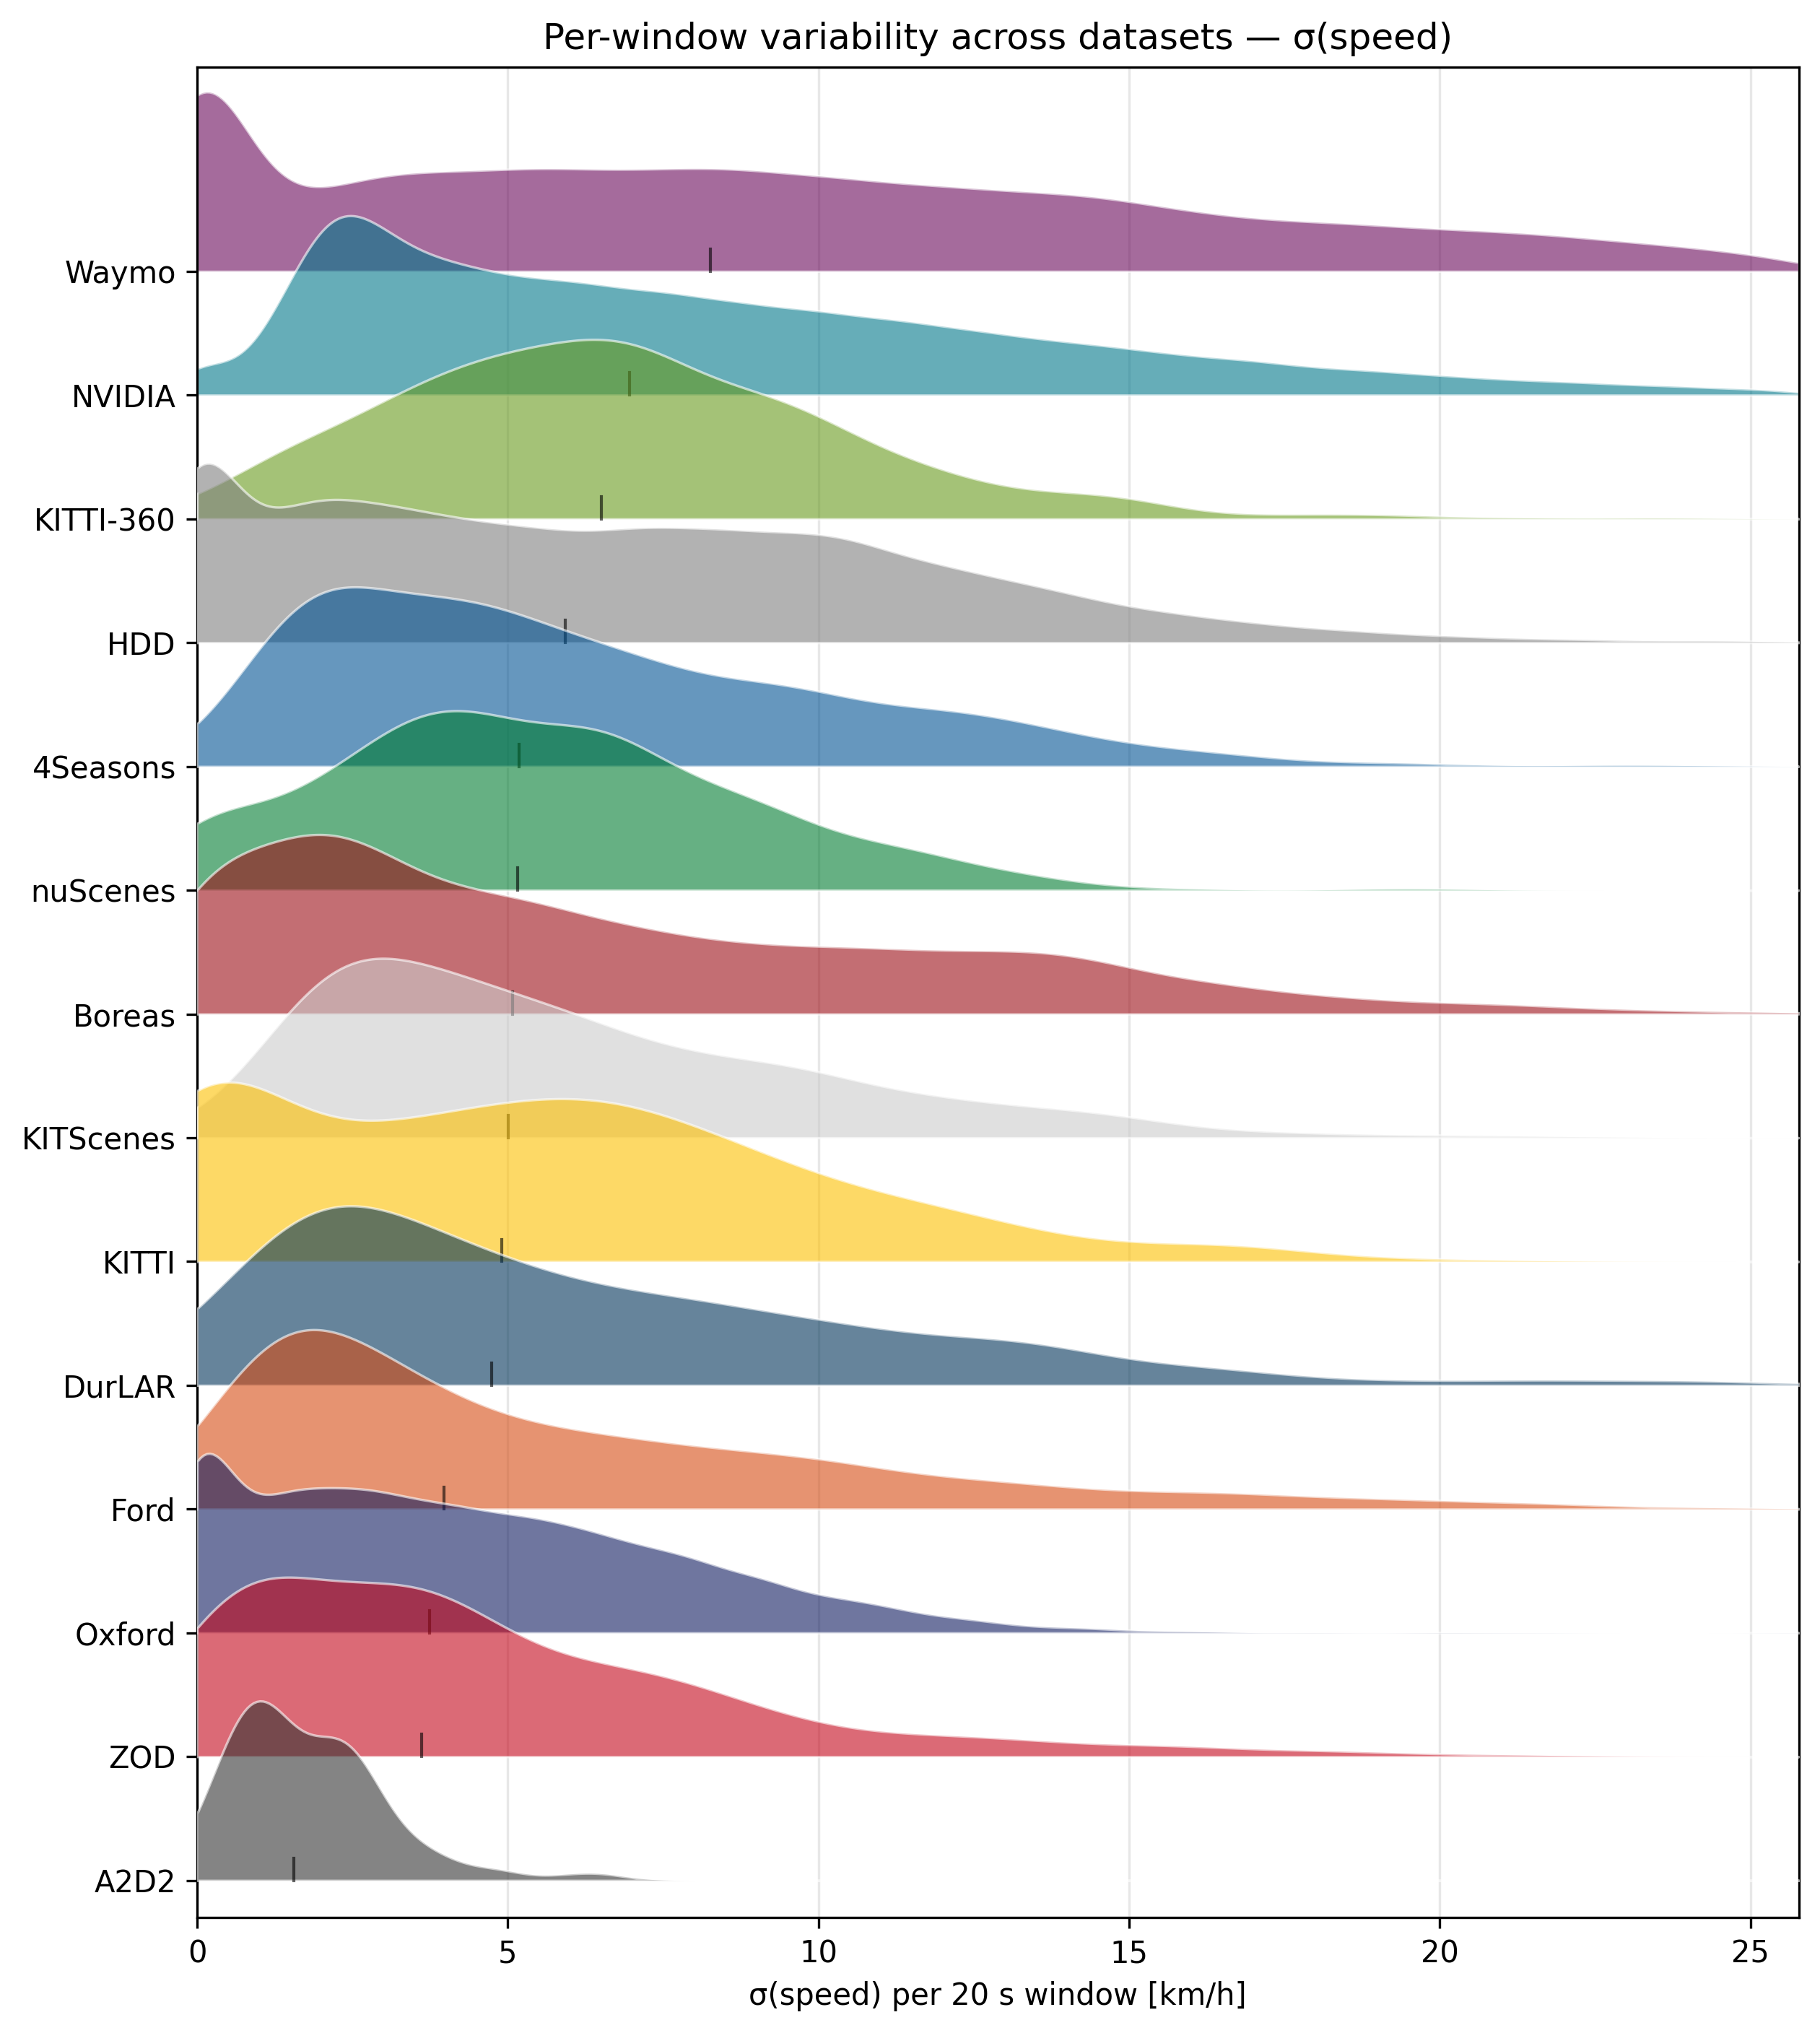 Per-window variability across datasets — σ(speed)
Waymo
NVIDIA
KITTI-360
HDD
4Seasons
nuScenes
Boreas
KITScenes
KITTI
DurLAR
Ford
Oxford
ZOD
A2D2
0 5 10 15 20 25
σ(speed) per 20 s window [km/h]